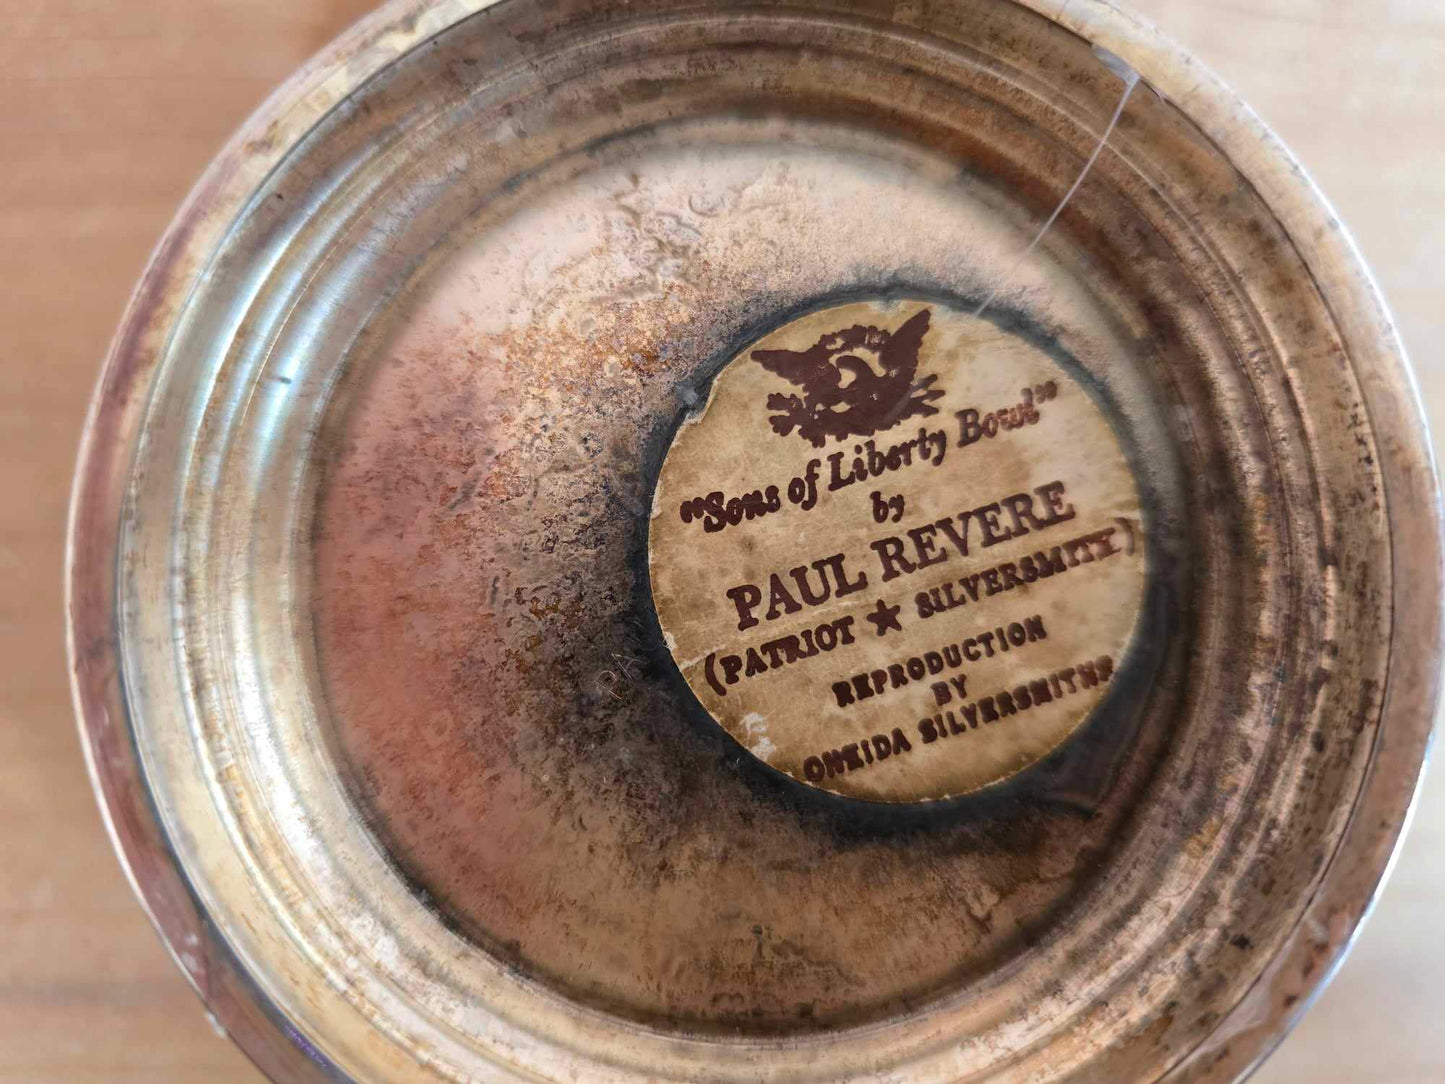 "Sons of Liberty Bowl"
by
PAUL REVERE
(PATRIOT ★ SILVERSMITH)
REPRODUCTION
BY
ONEIDA SILVERSMITHS